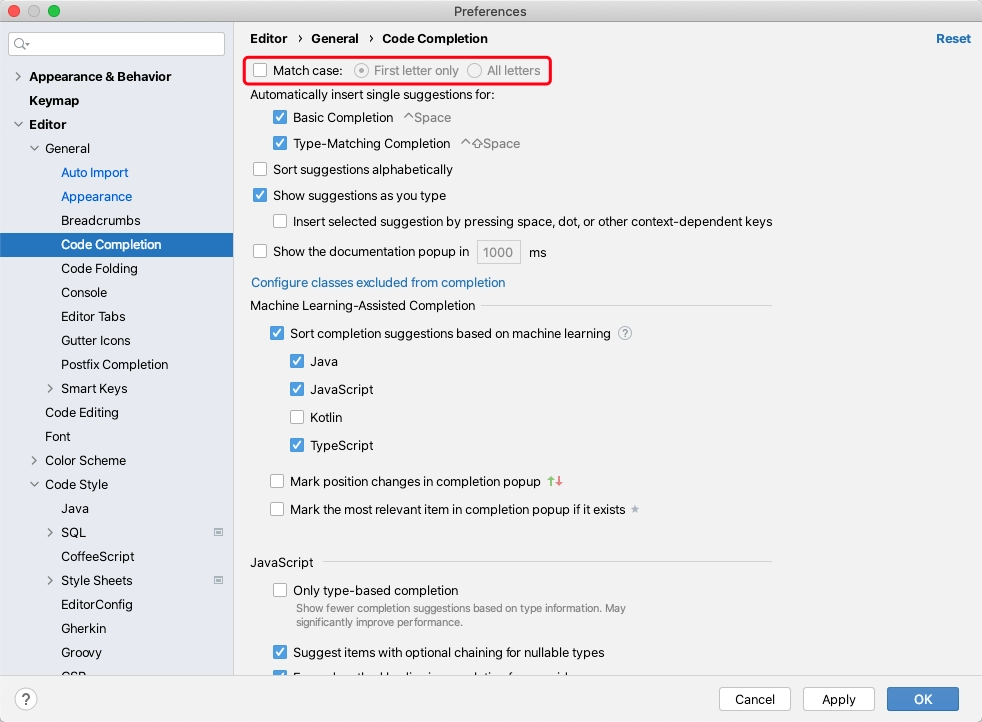 Preferences
Editor › General › Code Completion
Reset
Match case: First letter only All letters
Automatically insert single suggestions for:
Basic Completion ^Space
Type-Matching Completion ^⇧Space
Sort suggestions alphabetically
Show suggestions as you type
Insert selected suggestion by pressing space, dot, or other context-dependent keys
Show the documentation popup in 1000 ms
Configure classes excluded from completion
Machine Learning-Assisted Completion
Sort completion suggestions based on machine learning ?
Java
JavaScript
Kotlin
TypeScript
Mark position changes in completion popup ↑↓
Mark the most relevant item in completion popup if it exists ★
JavaScript
Only type-based completion
Show fewer completion suggestions based on type information. May
significantly improve performance.
Suggest items with optional chaining for nullable types
Appearance & Behavior
Keymap
Editor
General
Auto Import
Appearance
Breadcrumbs
Code Completion
Code Folding
Console
Editor Tabs
Gutter Icons
Postfix Completion
Smart Keys
Code Editing
Font
Color Scheme
Code Style
Java
SQL
CoffeeScript
Style Sheets
EditorConfig
Gherkin
Groovy
?
Cancel
Apply
OK